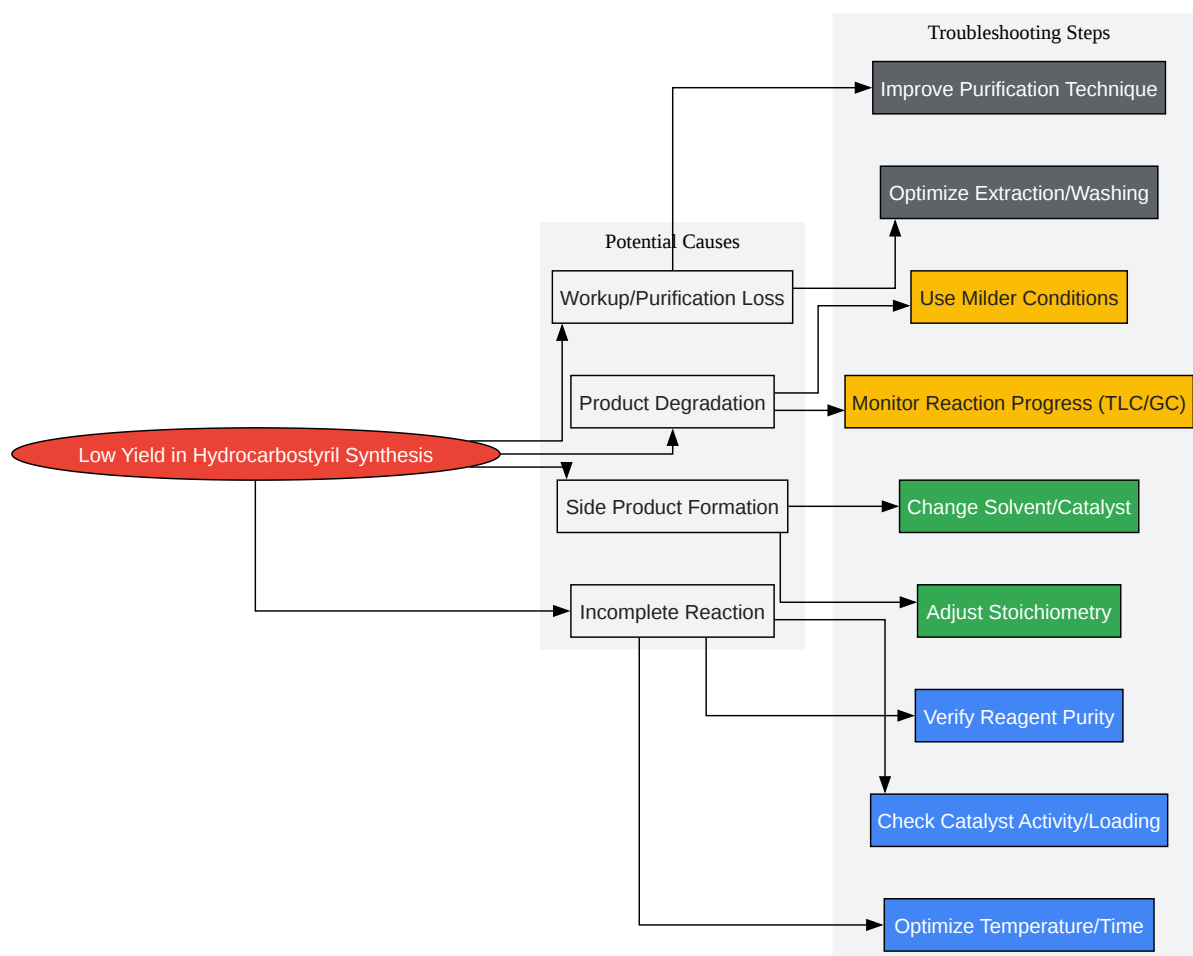 Troubleshooting Steps
Improve Purification Technique
Optimize Extraction/Washing
Potential Causes
Workup/Purification Loss
Use Milder Conditions
Product Degradation
Monitor Reaction Progress (TLC/GC)
Low Yield in Hydrocarbostyril Synthesis
Side Product Formation
Change Solvent/Catalyst
Incomplete Reaction
Adjust Stoichiometry
Verify Reagent Purity
Check Catalyst Activity/Loading
Optimize Temperature/Time